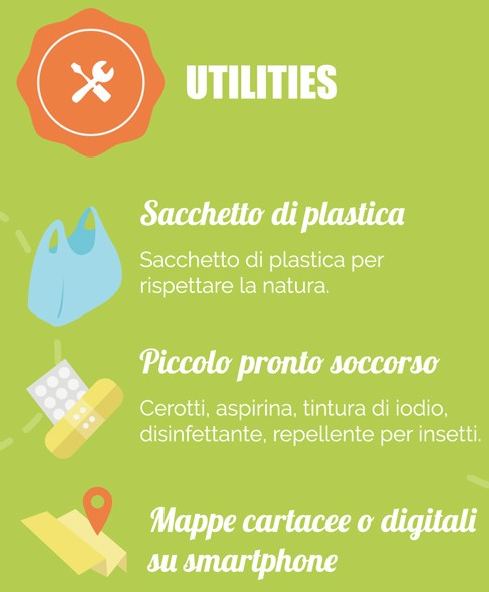 UTILITIES
Sacchetto di plastica
Sacchetto di plastica per
rispettare la natura.
Piccolo pronto soccorso
Cerotti, aspirina, tintura di iodio,
disinfettante, repellente per insetti.
Mappe cartacee o digitali
su smartphone